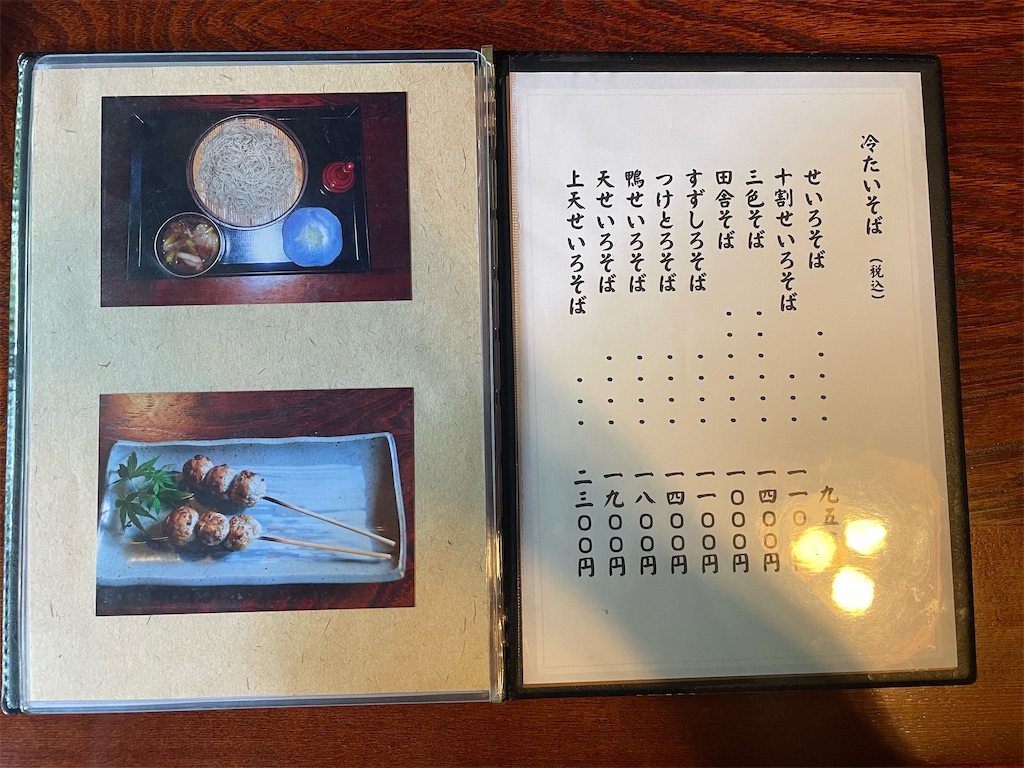 冷たいそば（税込）
せいろそば・・・・・九五
十割せいろそば・・・一一〇
三色そば・・・・・・一四〇〇円
田舎そば・・・・・・一〇〇〇円
すずしろそば・・・・一一〇〇円
つけとろそば・・・・一四〇〇円
鴨せいろそば・・・・一八〇〇円
天せいろそば・・・・一九〇〇円
上天せいろそば・・・二三〇〇円